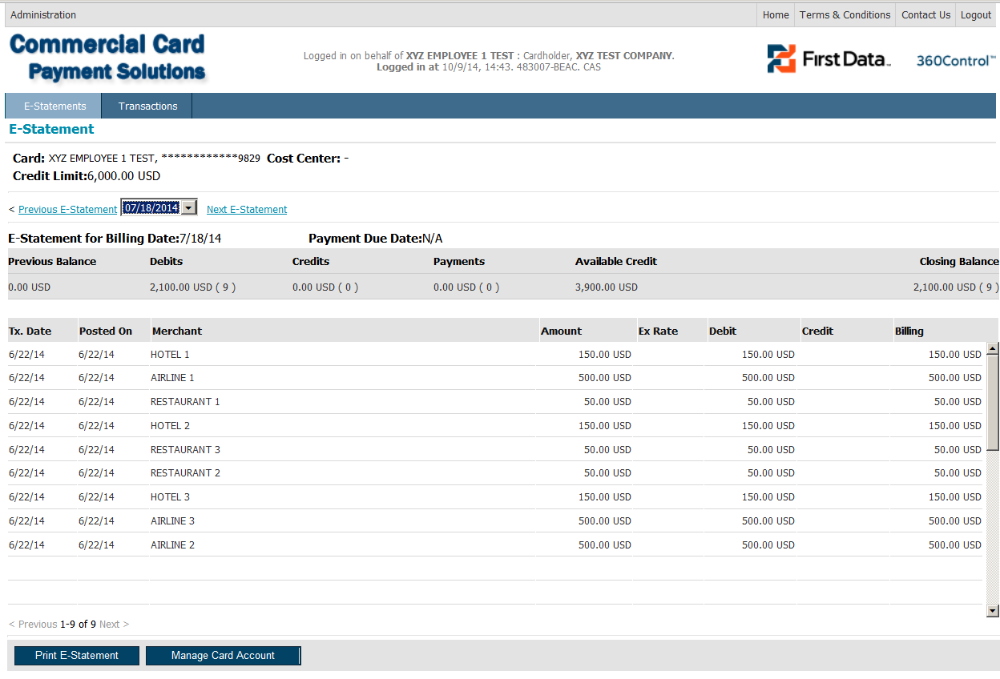 Administration Home Terms & Conditions Contact Us Logout
Commercial Card
Payment Solutions
Logged in on behalf of XYZ EMPLOYEE 1 TEST : Cardholder, XYZ TEST COMPANY.
Logged in at 10/9/14, 14:43. 483007-BEAC. CAS
First Data™ 360Control℠
E-Statements Transactions
E-Statement
Card: XYZ EMPLOYEE 1 TEST, ************9829 Cost Center: -
Credit Limit:6,000.00 USD
< Previous E-Statement 07/18/2014 Next E-Statement
E-Statement for Billing Date:7/18/14 Payment Due Date:N/A
Previous Balance Debits Credits Payments Available Credit Closing Balance
0.00 USD 2,100.00 USD ( 9 ) 0.00 USD ( 0 ) 0.00 USD ( 0 ) 3,900.00 USD 2,100.00 USD ( 9 )
Tx. Date Posted On Merchant Amount Ex Rate Debit Credit Billing
6/22/14 6/22/14 HOTEL 1 150.00 USD 150.00 USD 150.00 USD
6/22/14 6/22/14 AIRLINE 1 500.00 USD 500.00 USD 500.00 USD
6/22/14 6/22/14 RESTAURANT 1 50.00 USD 50.00 USD 50.00 USD
6/22/14 6/22/14 HOTEL 2 150.00 USD 150.00 USD 150.00 USD
6/22/14 6/22/14 RESTAURANT 3 50.00 USD 50.00 USD 50.00 USD
6/22/14 6/22/14 RESTAURANT 2 50.00 USD 50.00 USD 50.00 USD
6/22/14 6/22/14 HOTEL 3 150.00 USD 150.00 USD 150.00 USD
6/22/14 6/22/14 AIRLINE 3 500.00 USD 500.00 USD 500.00 USD
6/22/14 6/22/14 AIRLINE 2 500.00 USD 500.00 USD 500.00 USD
< Previous 1-9 of 9 Next >
Print E-Statement Manage Card Account